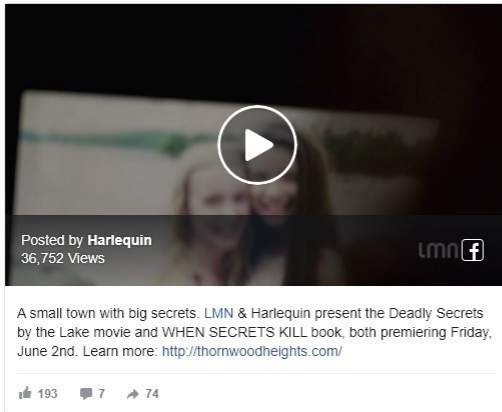 Posted by Harlequin
36,752 Views
lmn f
A small town with big secrets. LMN & Harlequin present the Deadly Secrets
by the Lake movie and WHEN SECRETS KILL book, both premiering Friday,
June 2nd. Learn more: http://thornwoodheights.com/
193 7 74